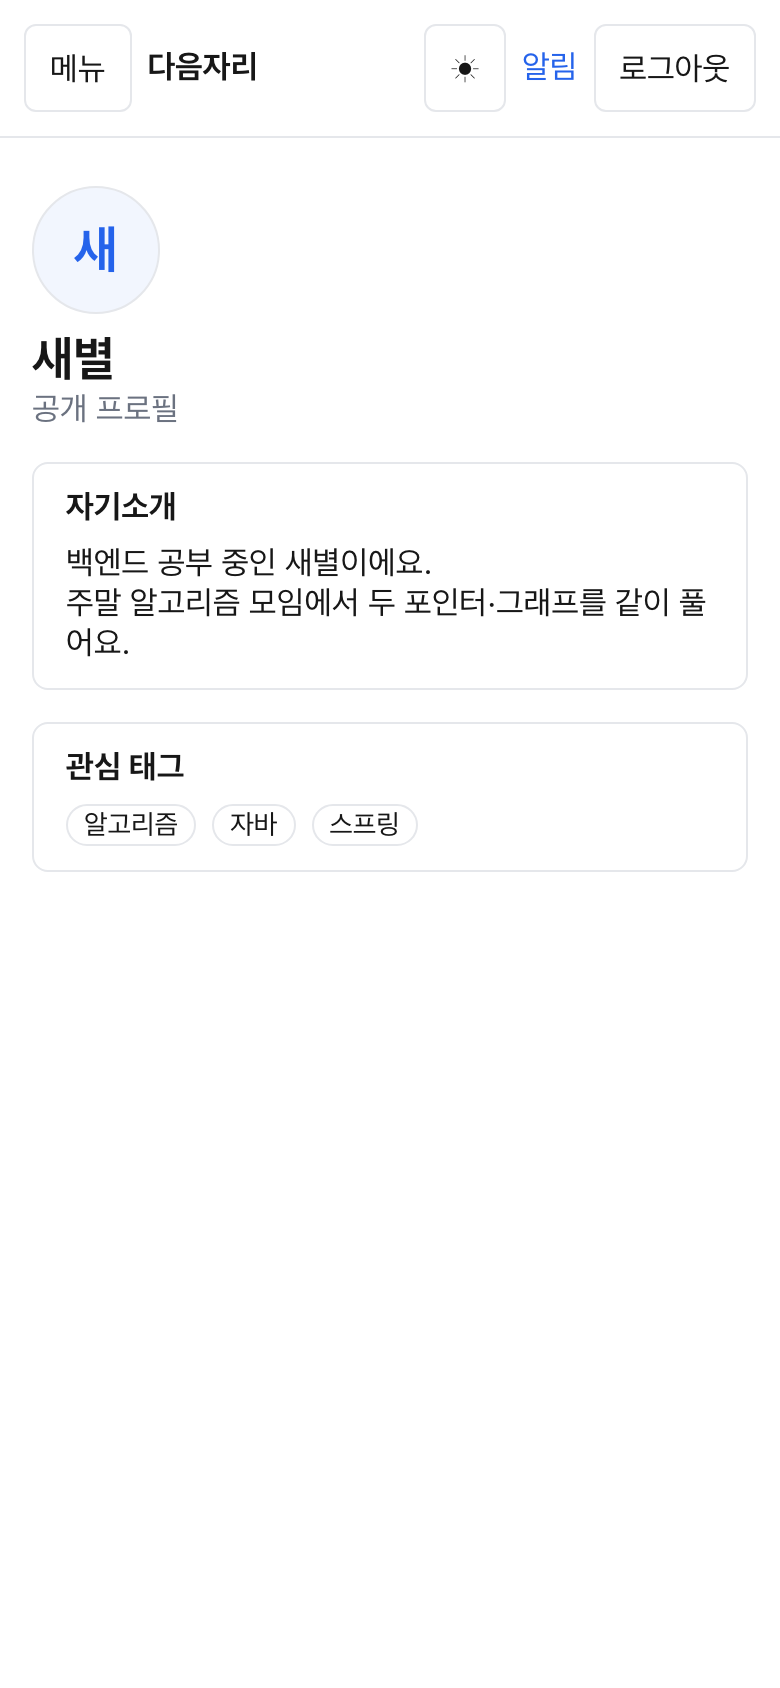 메뉴 다음자리 ☀ 알림 로그아웃
새
새별
공개 프로필
자기소개
백엔드 공부 중인 새별이에요.
주말 알고리즘 모임에서 두 포인터·그래프를 같이 풀
어요.
관심 태그
알고리즘 자바 스프링